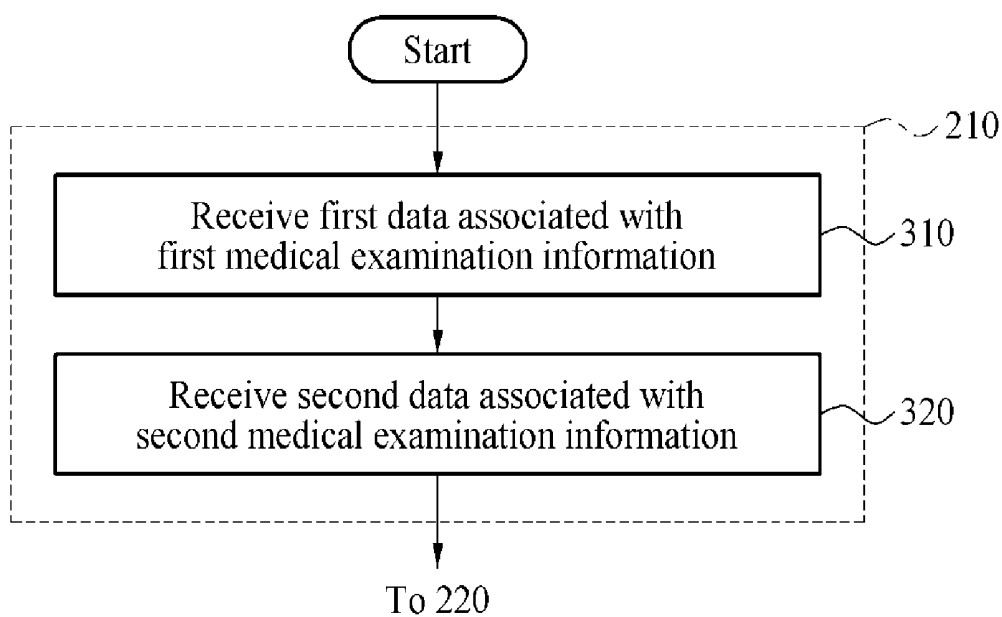 Start
210
Receive first data associated with
first medical examination information
310
Receive second data associated with
second medical examination information
320
To 220